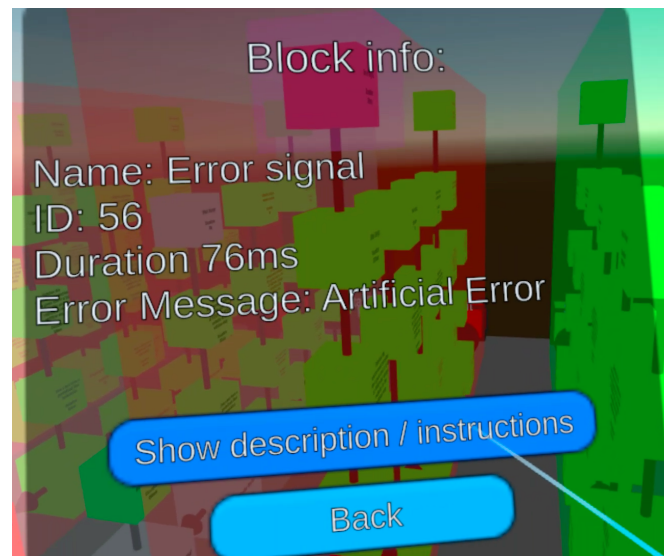 Block info:
Name: Error signal
ID: 56
Duration 76ms
Error Message: Artificial Error
Show description / instructions
Back